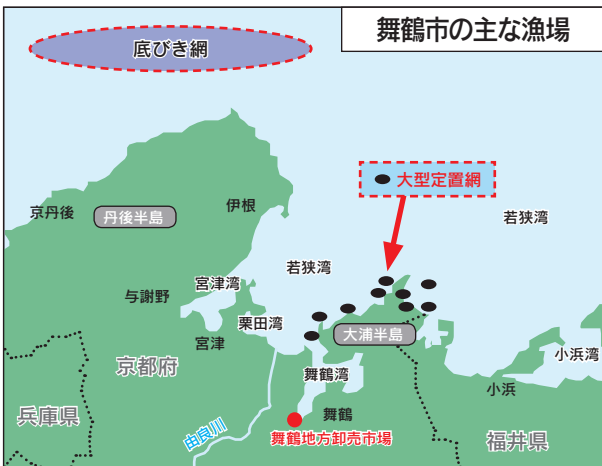 舞鶴市の主な漁場
底びき網
大型定置網
若狭湾
京丹後
丹後半島
伊根
若狭湾
宮津湾
与謝野
栗田湾
大浦半島
宮津
小浜湾
京都府
舞鶴湾
小浜
兵庫県
由良川
舞鶴
舞鶴地方卸売市場
福井県